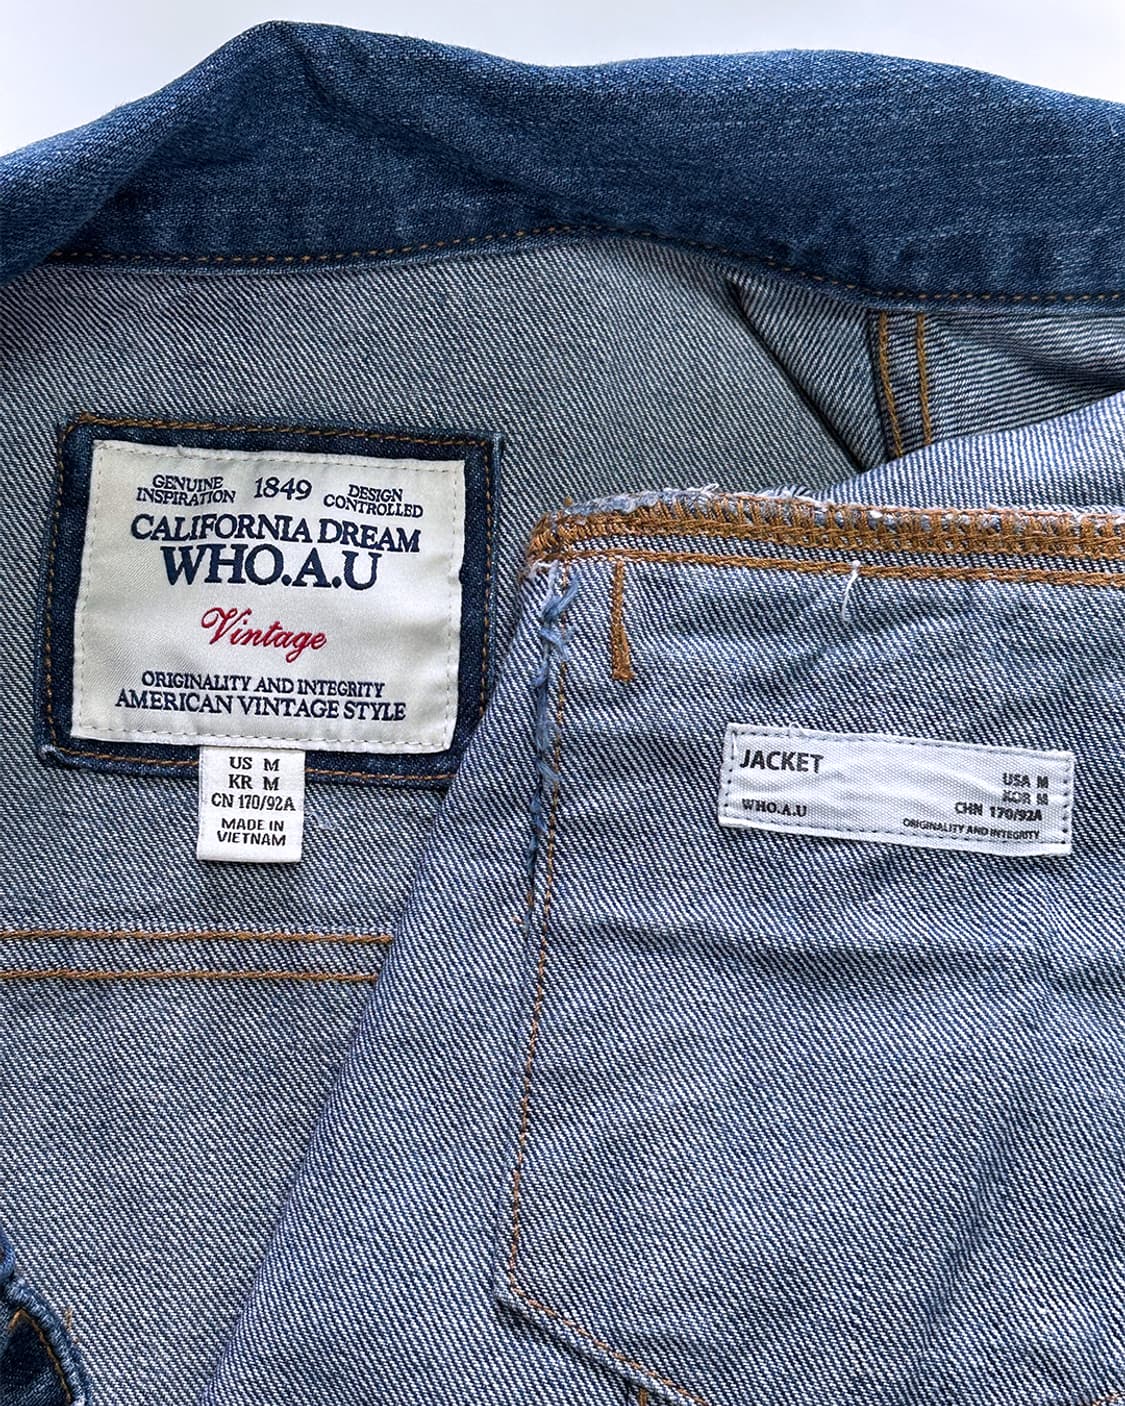 GENUINE INSPIRATION
1849
DESIGN CONTROLLED
CALIFORNIA DREAM
WHO.A.U
Vintage
ORIGINALITY AND INTEGRITY
AMERICAN VINTAGE STYLE
US M
KR M
CN 170/92A
MADE IN
VIETNAM
JACKET
USA M
KOR M
WHO.A.U
CHN 170/92A
ORIGINALITY AND INTEGRITY